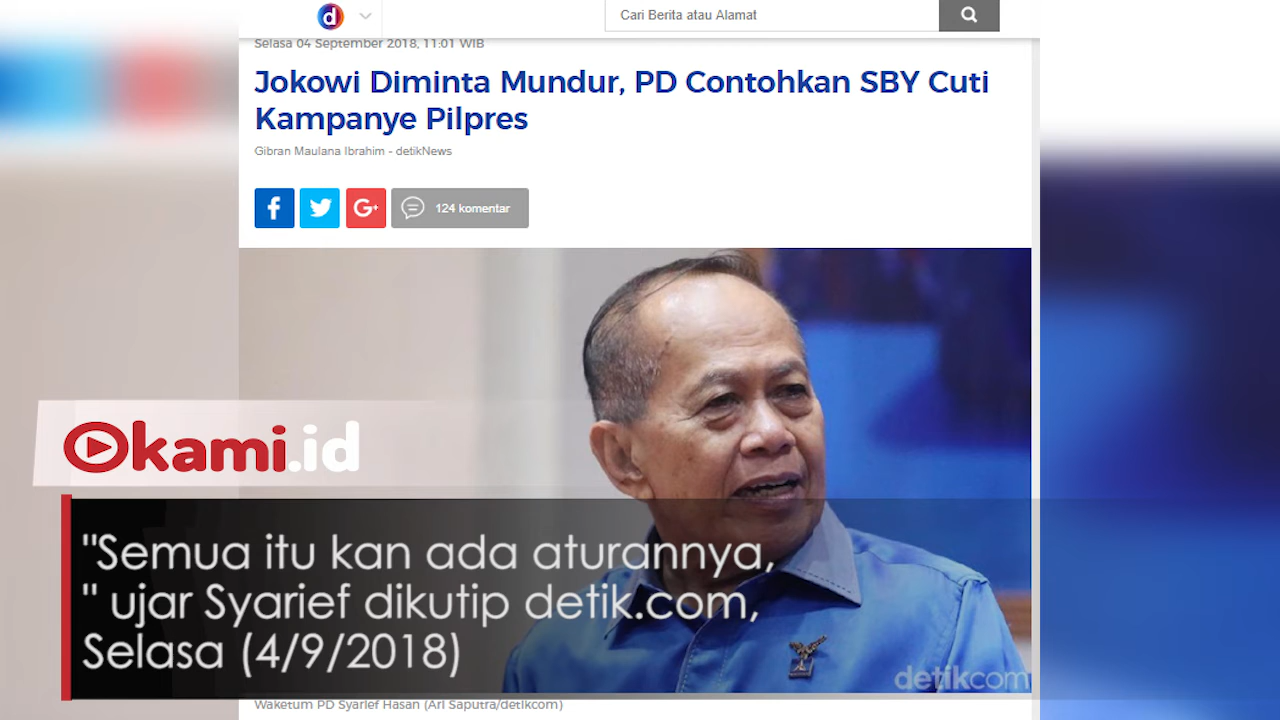 d
Cari Berita atau Alamat
Selasa 04 September 2018, 11:01 WIB
Jokowi Diminta Mundur, PD Contohkan SBY Cuti
Kampanye Pilpres
Gibran Maulana Ibrahim - detikNews
f
G+
124 komentar
Okami.id
"Semua itu kan ada aturannya,
" ujar Syarief dikutip detik.com,
Selasa (4/9/2018)
detikcom
Waketum PD Syarief Hasan (Ari Saputra/detikcom)